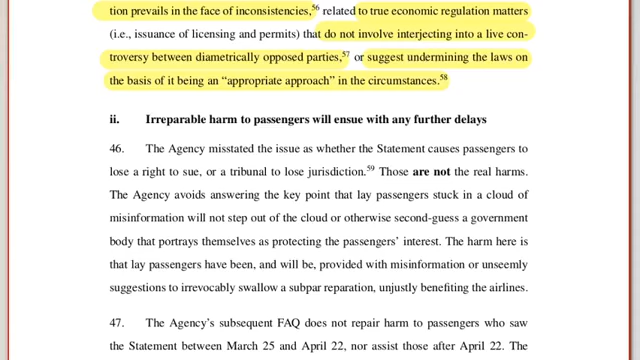 tion prevails in the face of inconsistencies,56 related to true economic regulation matters
(i.e., issuance of licensing and permits) that do not involve interjecting into a live con-
troversy between diametrically opposed parties,57 or suggest undermining the laws on
the basis of it being an “appropriate approach” in the circumstances.58
ii. Irreparable harm to passengers will ensue with any further delays
46. The Agency misstated the issue as whether the Statement causes passengers to
lose a right to sue, or a tribunal to lose jurisdiction.59 Those are not the real harms.
The Agency avoids answering the key point that lay passengers stuck in a cloud of
misinformation will not step out of the cloud or otherwise second-guess a government
body that portrays themselves as protecting the passengers’ interest. The harm here is
that lay passengers have been, and will be, provided with misinformation or unseemly
suggestions to irrevocably swallow a subpar reparation, unjustly benefiting the airlines.
47. The Agency’s subsequent FAQ does not repair harm to passengers who saw
the Statement between March 25 and April 22, nor assist those after April 22. The